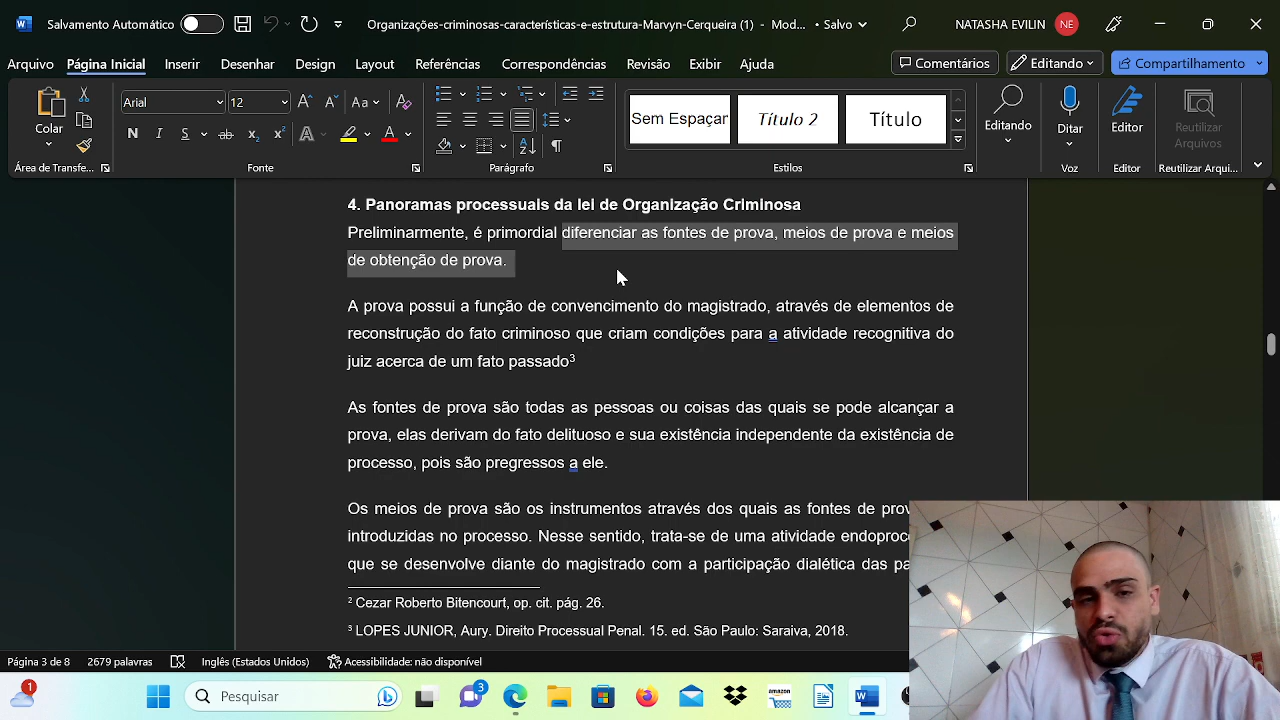 Salvamento Automático
Organizações-criminosas-características-e-estrutura-Marvyn-Cerqueira (1) - Mod... • Salvo
NATASHA EVILIN NE
Arquivo Página Inicial Inserir Desenhar Design Layout Referências Correspondências Revisão Exibir Ajuda
Comentários Editando Compartilhamento
Colar
Arial 12 Aa
N I S ab x₂ x² A A
Sem Espaçar Título 2 Título
Editando Ditar Editor Reutilizar Arquivos
Área de Transfe... Fonte Parágrafo Estilos Voz Editor Reutilizar Arqui...
4. Panoramas processuais da lei de Organização Criminosa
Preliminarmente, é primordial diferenciar as fontes de prova, meios de prova e meios
de obtenção de prova.
A prova possui a função de convencimento do magistrado, através de elementos de
reconstrução do fato criminoso que criam condições para a atividade recognitiva do
juiz acerca de um fato passado³
As fontes de prova são todas as pessoas ou coisas das quais se pode alcançar a
prova, elas derivam do fato delituoso e sua existência independente da existência de
processo, pois são pregressos a ele.
Os meios de prova são os instrumentos através dos quais as fontes de prov
introduzidas no processo. Nesse sentido, trata-se de uma atividade endoproc
que se desenvolve diante do magistrado com a participação dialética das pa
² Cezar Roberto Bitencourt, op. cit. pág. 26.
³ LOPES JUNIOR, Aury. Direito Processual Penal. 15. ed. São Paulo: Saraiva, 2018.
Página 3 de 8 2679 palavras Inglês (Estados Unidos) Acessibilidade: não disponível
1 Pesquisar 3 amazon